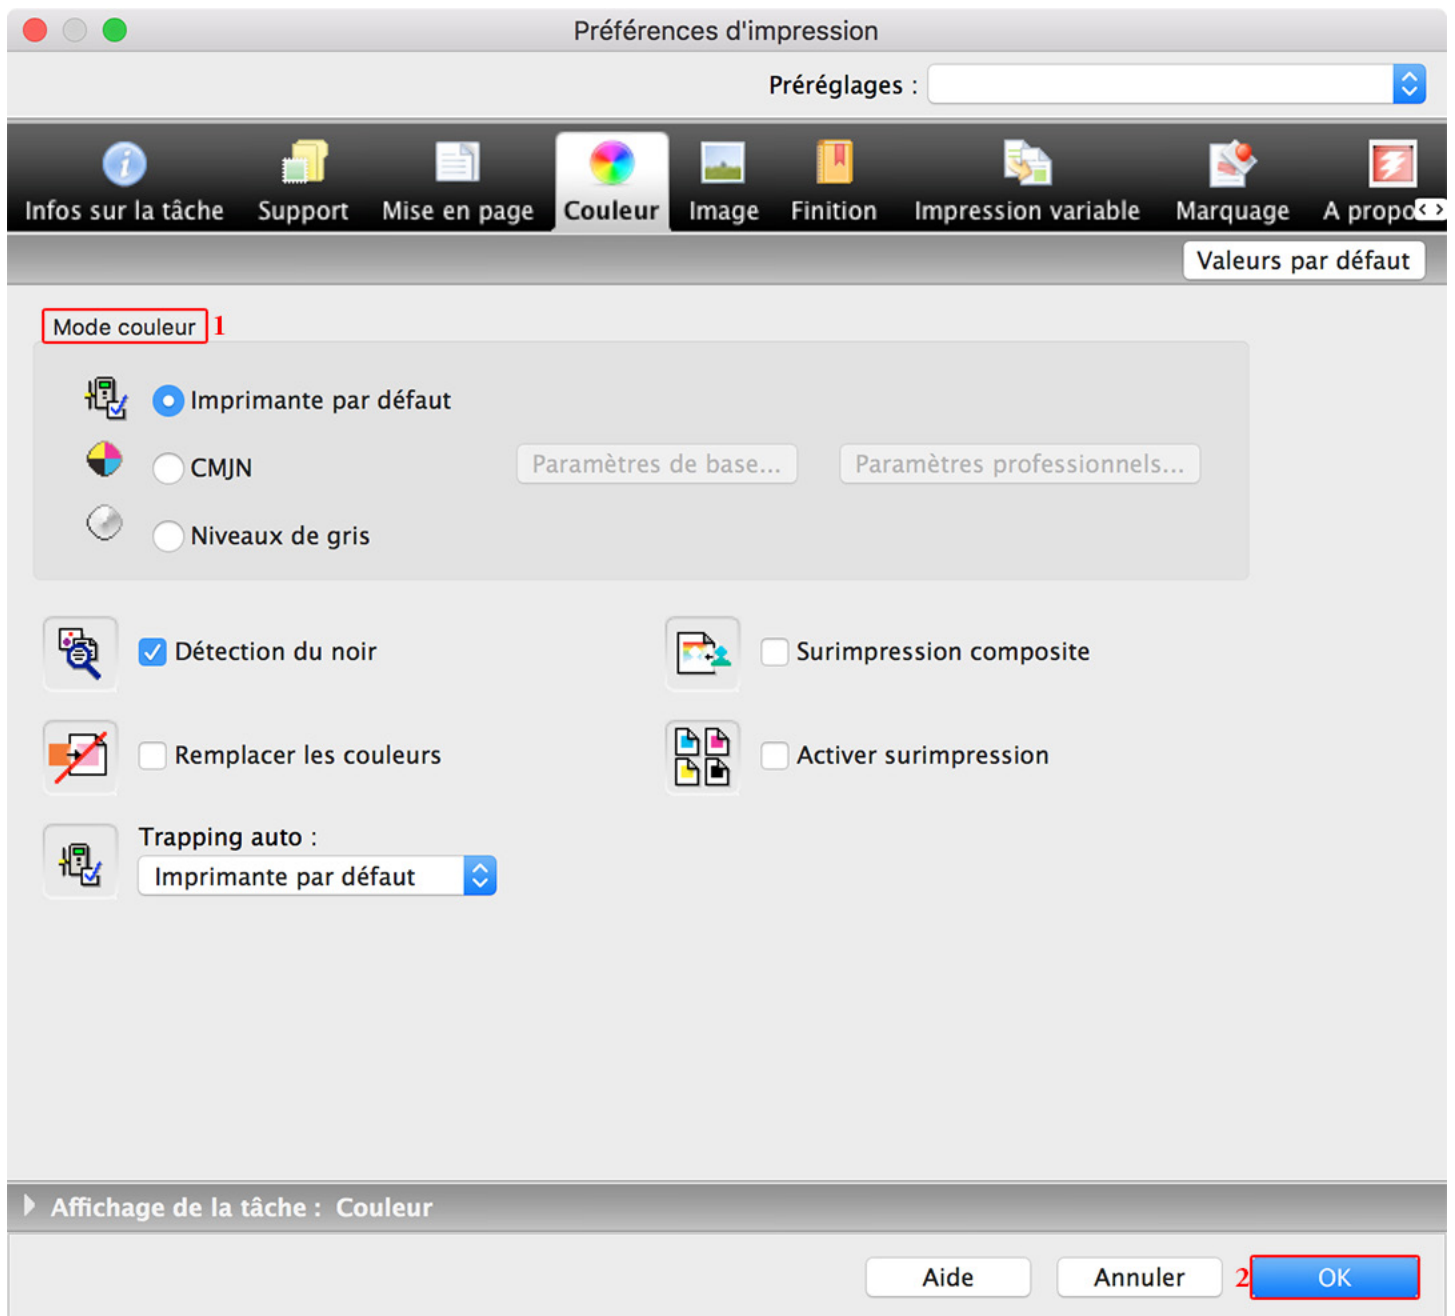 Préférences d'impression
Préréglages :
Infos sur la tâche Support Mise en page Couleur Image Finition Impression variable Marquage A propo
Valeurs par défaut
Mode couleur 1
Imprimante par défaut
CMJN Paramètres de base... Paramètres professionnels...
Niveaux de gris
Détection du noir Surimpression composite
Remplacer les couleurs Activer surimpression
Trapping auto :
Imprimante par défaut
Affichage de la tâche : Couleur
Aide Annuler 2 OK